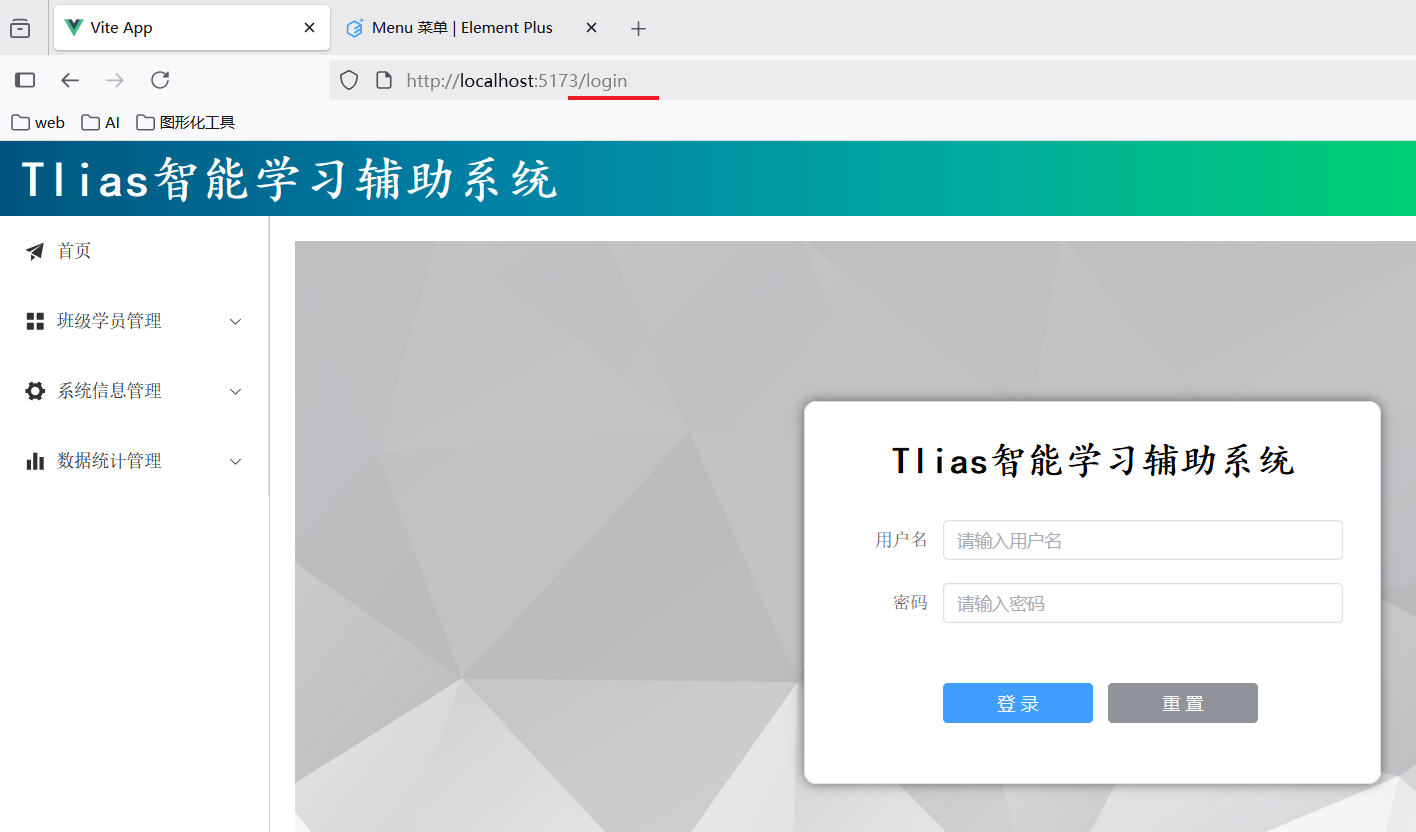 Vite App
Menu 菜单 | Element Plus
http://localhost:5173/login
web AI 图形化工具
Tlias智能学习辅助系统
首页
班级学员管理
系统信息管理
数据统计管理
Tlias智能学习辅助系统
用户名 请输入用户名
密码 请输入密码
登 录 重 置